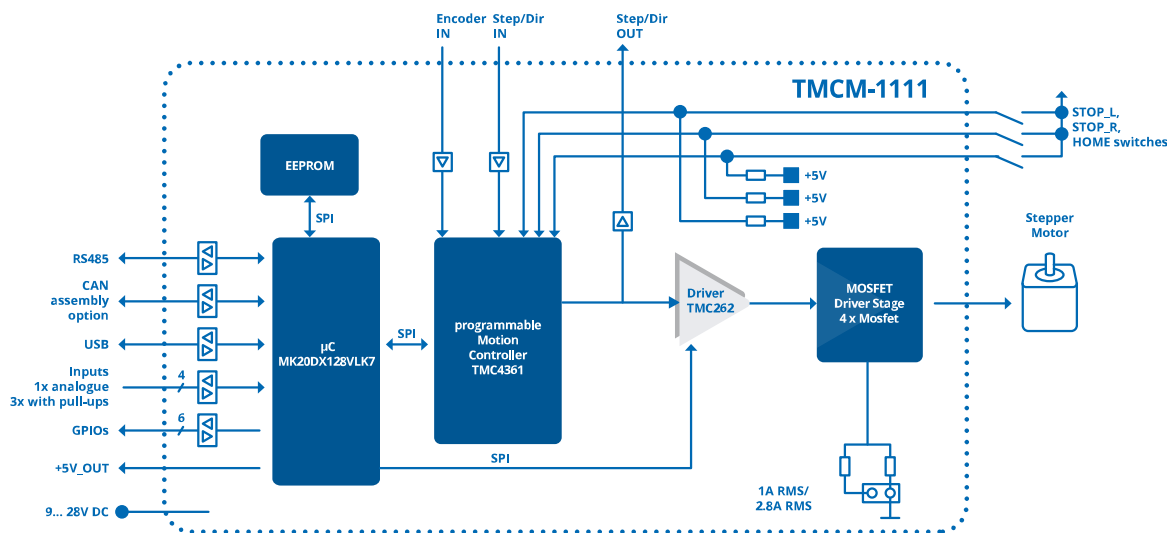 Encoder
IN
Step/Dir
IN
Step/Dir
OUT
TMCM-1111
STOP_L,
STOP_R,
HOME switches
EEPROM
+5V
+5V
+5V
SPI
Stepper
Motor
RS485
CAN
assembly
option
USB
Inputs
1x analogue
3x with pull-ups
4
GPIOs
6
+5V_OUT
9... 28V DC
µC
MK20DX128VLK7
SPI
programmable
Motion
Controller
TMC4361
Driver
TMC262
MOSFET
Driver Stage
4 x Mosfet
SPI
1A RMS/
2.8A RMS